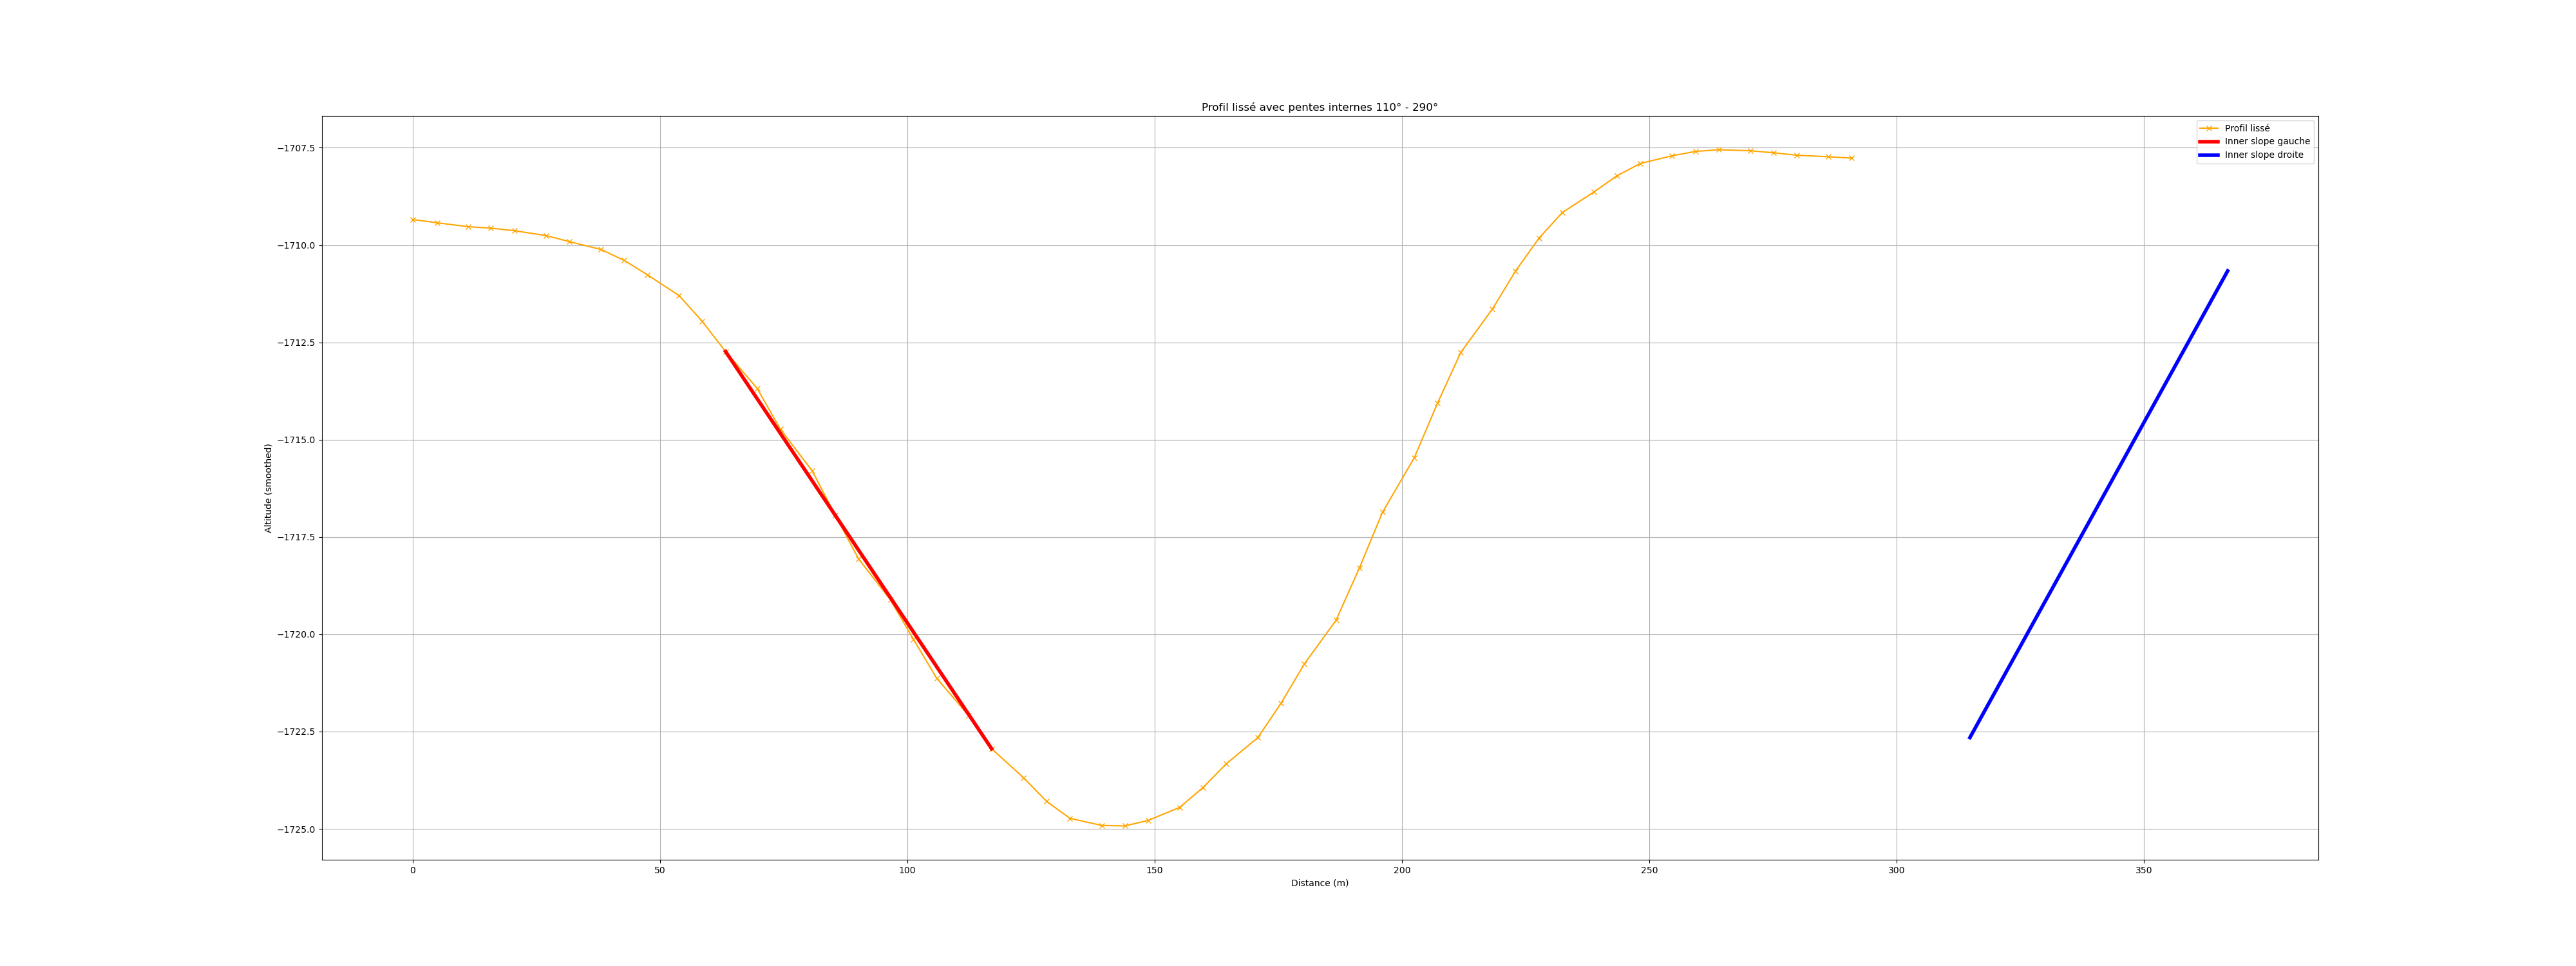 Profil lissé avec pentes internes 110° - 290°
Profil lissé
Inner slope gauche
Inner slope droite
−1707.5
−1710.0
−1712.5
−1715.0
−1717.5
−1720.0
−1722.5
−1725.0
Altitude (smoothed)
0 50 100 150 200 250 300 350
Distance (m)